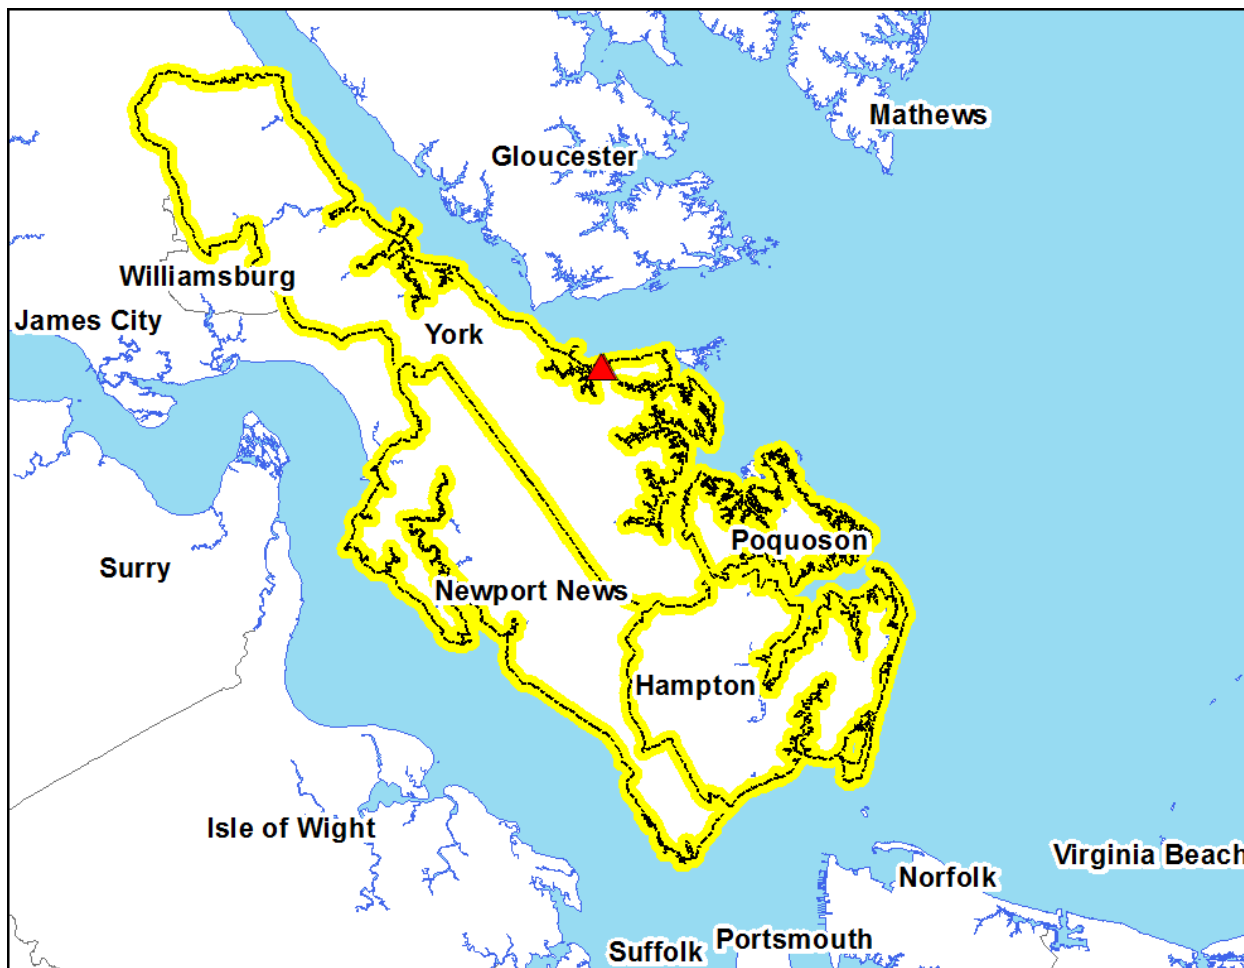 Mathews
Gloucester
Williamsburg
James City
York
Poquoson
Surry
Newport News
Hampton
Isle of Wight
Virginia Beach
Norfolk
Portsmouth
Suffolk